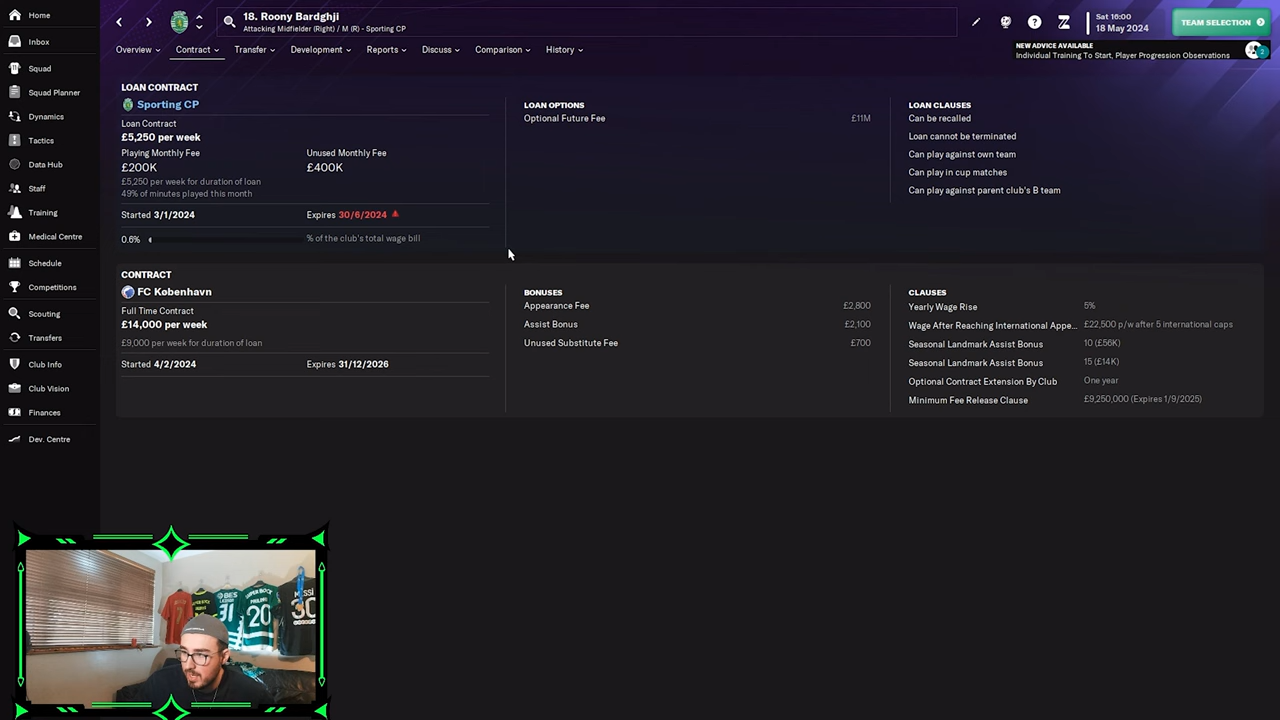 Home
Inbox
Squad
Squad Planner
Dynamics
Tactics
Data Hub
Staff
Training
Medical Centre
Schedule
Competitions
Scouting
Transfers
Club Info
Club Vision
Finances
Dev. Centre
18. Roony Bardghji
Attacking Midfielder (Right) / M (R) - Sporting CP
Sat 16:00
18 May 2024
TEAM SELECTION
NEW ADVICE AVAILABLE
Individual Training To Start, Player Progression Observations
2
Overview
Contract
Transfer
Development
Reports
Discuss
Comparison
History
LOAN CONTRACT
Sporting CP
Loan Contract
£5,250 per week
Playing Monthly Fee
Unused Monthly Fee
£200K
£400K
£5,250 per week for duration of loan
49% of minutes played this month
Started 3/1/2024
Expires 30/6/2024
0.6%
% of the club's total wage bill
LOAN OPTIONS
Optional Future Fee £11M
LOAN CLAUSES
Can be recalled
Loan cannot be terminated
Can play against own team
Can play in cup matches
Can play against parent club's B team
CONTRACT
FC København
Full Time Contract
£14,000 per week
£9,000 per week for duration of loan
Started 4/2/2024
Expires 31/12/2026
BONUSES
Appearance Fee £2,800
Assist Bonus £2,100
Unused Substitute Fee £700
CLAUSES
Yearly Wage Rise 5%
Wage After Reaching International Appe... £22,500 p/w after 5 international caps
Seasonal Landmark Assist Bonus 10 (£56K)
Seasonal Landmark Assist Bonus 15 (£14K)
Optional Contract Extension By Club One year
Minimum Fee Release Clause £9,250,000 (Expires 1/9/2025)
BES
31
SUPER BOCK
20
MESSI
30